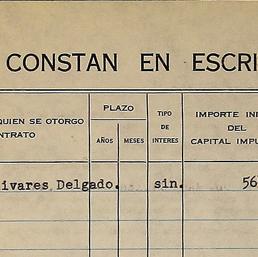 CONSTAN EN ESCRI
QUIEN SE OTORGO
NTRATO
PLAZO
AÑOS MESES
TIPO
DE
INTERES
IMPORTE IN
DEL
CAPITAL IMPU
ivares Delgado. sin. 56